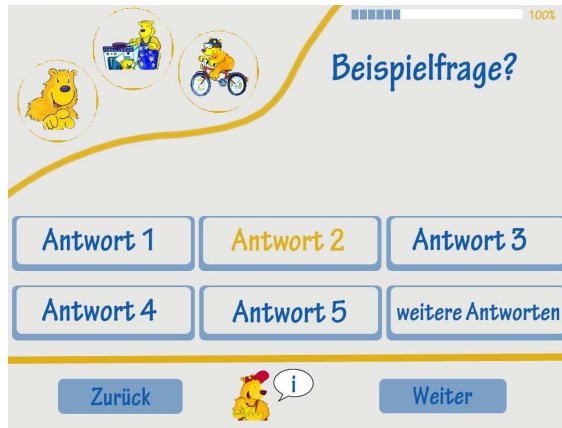 100%
Beispielfrage?
Antwort 1 Antwort 2 Antwort 3
Antwort 4 Antwort 5 weitere Antworten
Zurück i Weiter